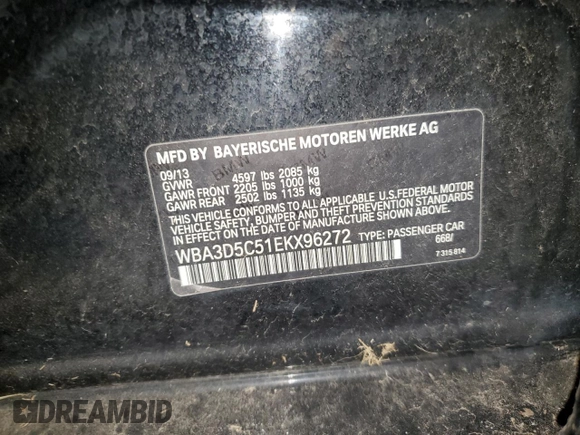 MFD BY BAYERISCHE MOTOREN WERKE AG
09/13
GVWR 4597 lbs 2085 kg
GAWR FRONT 2205 lbs 1000 kg
GAWR REAR 2502 lbs 1135 kg
THIS VEHICLE CONFORMS TO ALL APPLICABLE U.S.FEDERAL MOTOR
VEHICLE SAFETY, BUMPER AND THEFT PREVENTION STANDARDS
IN EFFECT ON THE DATE OF MANUFACTURE SHOWN ABOVE.
WBA3D5C51EKX96272 TYPE: PASSENGER CAR
668/
7 315 814
DREAMBID